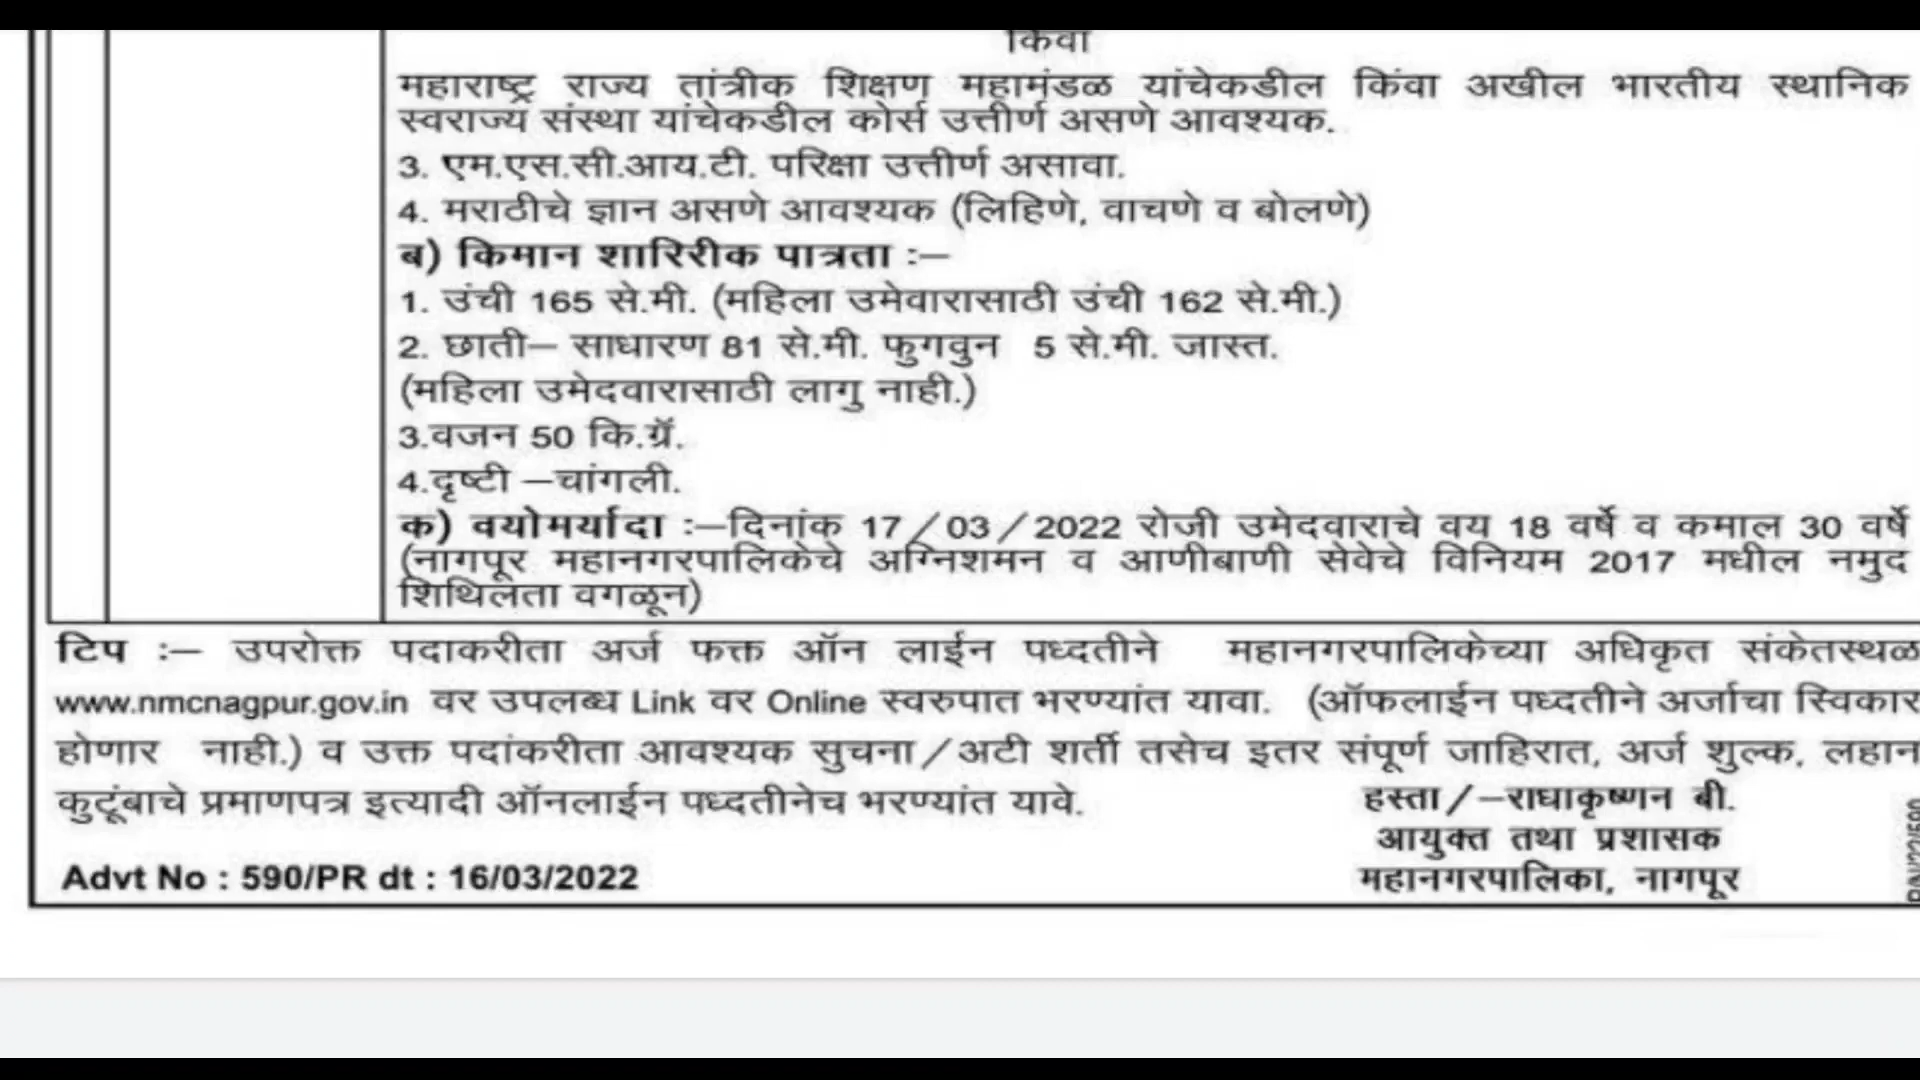 किंवा
महाराष्ट्र राज्य तांत्रीक शिक्षण महामंडळ यांचेकडील किंवा अखील भारतीय स्थानिक
स्वराज्य संस्था यांचेकडील कोर्स उत्तीर्ण असणे आवश्यक.
3. एम.एस.सी.आय.टी. परिक्षा उत्तीर्ण असावा.
4. मराठीचे ज्ञान असणे आवश्यक (लिहिणे, वाचणे व बोलणे)
ब) किमान शारिरीक पात्रता :–
1. उंची 165 से.मी. (महिला उमेवारासाठी उंची 162 से.मी.)
2. छाती– साधारण 81 से.मी. फुगवुन 5 से.मी. जास्त.
(महिला उमेदवारासाठी लागु नाही.)
3.वजन 50 कि.ग्रॅ.
4.दृष्टी –चांगली.
क) वयोमर्यादा :–दिनांक 17/03/2022 रोजी उमेदवाराचे वय 18 वर्षे व कमाल 30 वर्षे
(नागपूर महानगरपालिकेचे अग्निशमन व आणीबाणी सेवेचे विनियम 2017 मधील नमुद
शिथिलता वगळून)
टिप :– उपरोक्त पदाकरीता अर्ज फक्त ऑन लाईन पध्दतीने महानगरपालिकेच्या अधिकृत संकेतस्थळ
www.nmcnagpur.gov.in वर उपलब्ध Link वर Online स्वरुपात भरण्यांत यावा. (ऑफलाईन पध्दतीने अर्जाचा स्विकार
होणार नाही.) व उक्त पदांकरीता आवश्यक सुचना/अटी शर्ती तसेच इतर संपूर्ण जाहिरात, अर्ज शुल्क, लहान
कुटूंबाचे प्रमाणपत्र इत्यादी ऑनलाईन पध्दतीनेच भरण्यांत यावे.
हस्ता/–राधाकृष्णन बी.
आयुक्त तथा प्रशासक
महानगरपालिका, नागपूर
Advt No : 590/PR dt : 16/03/2022